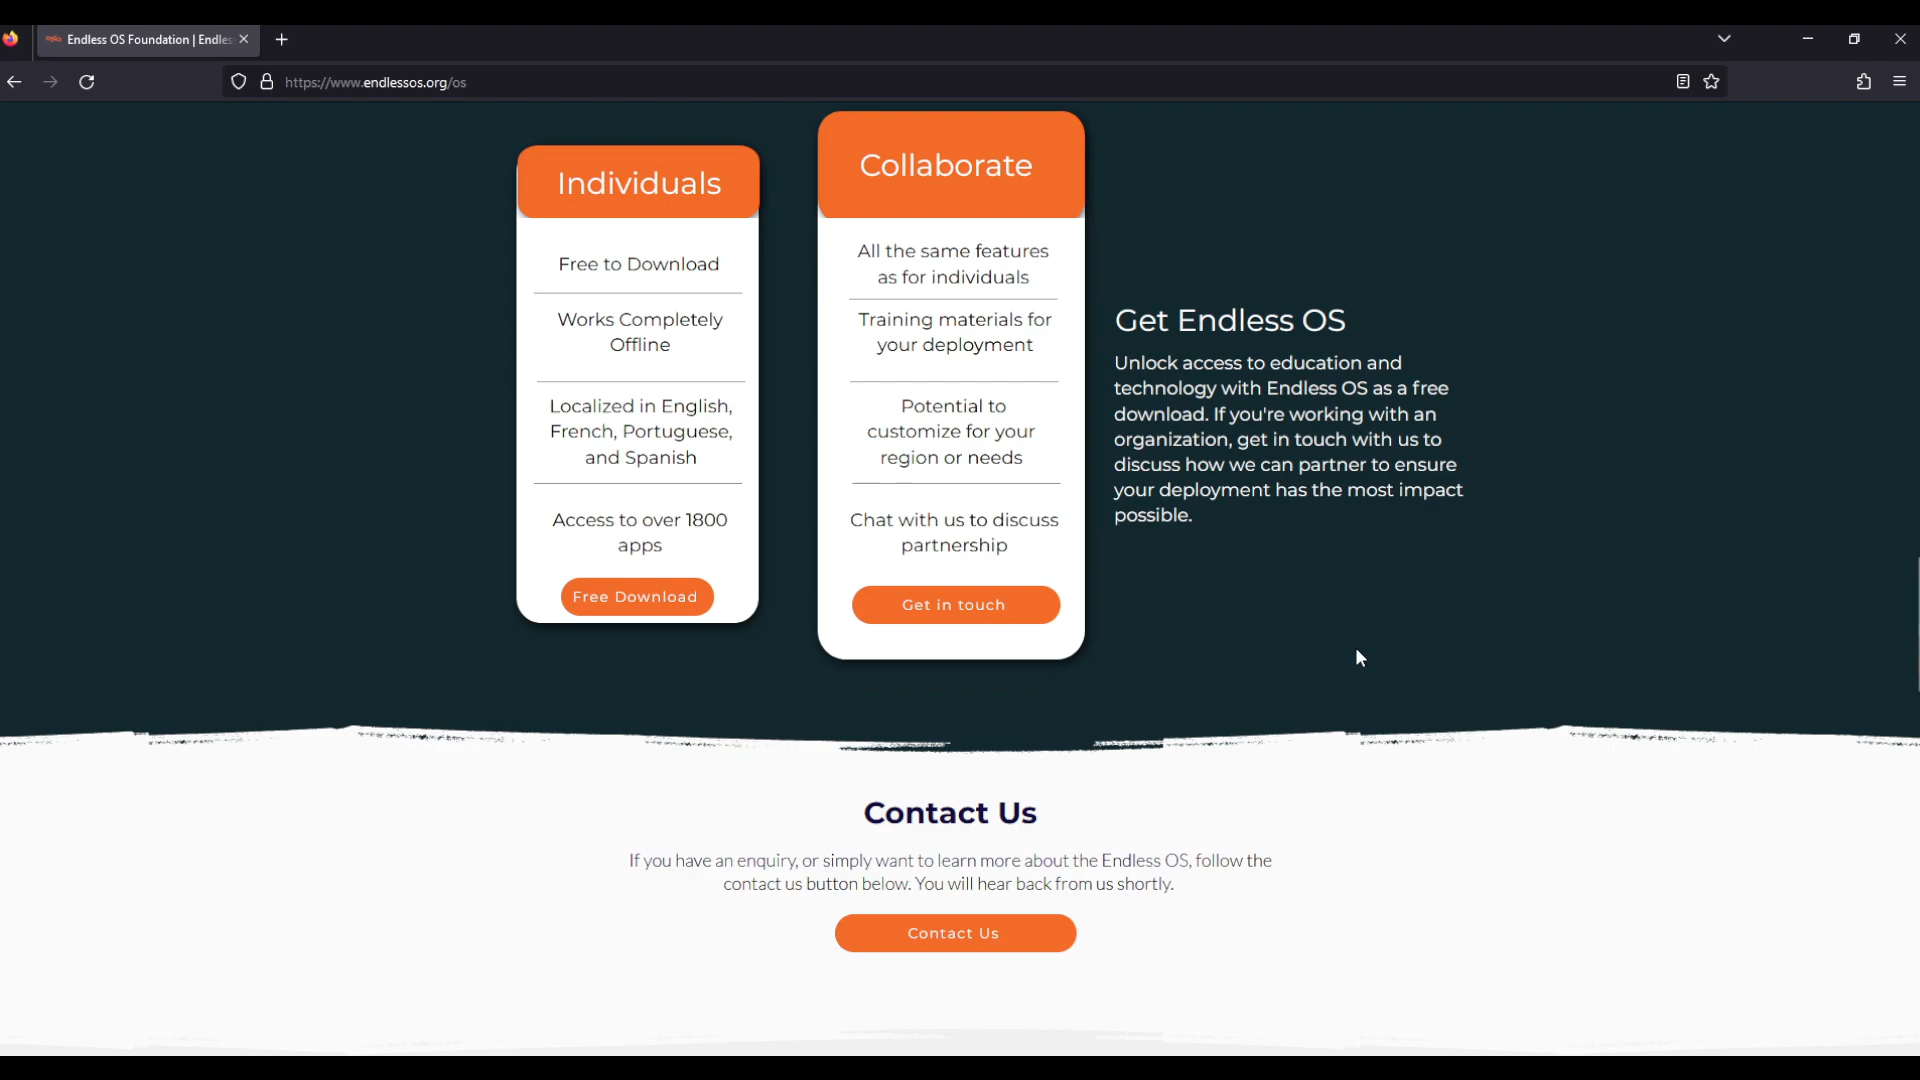 Endless OS Foundation | Endles
https://www.endlessos.org/os
Individuals
Free to Download
Works Completely
Offline
Localized in English,
French, Portuguese,
and Spanish
Access to over 1800
apps
Free Download
Collaborate
All the same features
as for individuals
Training materials for
your deployment
Potential to
customize for your
region or needs
Chat with us to discuss
partnership
Get in touch
Get Endless OS
Unlock access to education and
technology with Endless OS as a free
download. If you're working with an
organization, get in touch with us to
discuss how we can partner to ensure
your deployment has the most impact
possible.
Contact Us
If you have an enquiry, or simply want to learn more about the Endless OS, follow the
contact us button below. You will hear back from us shortly.
Contact Us